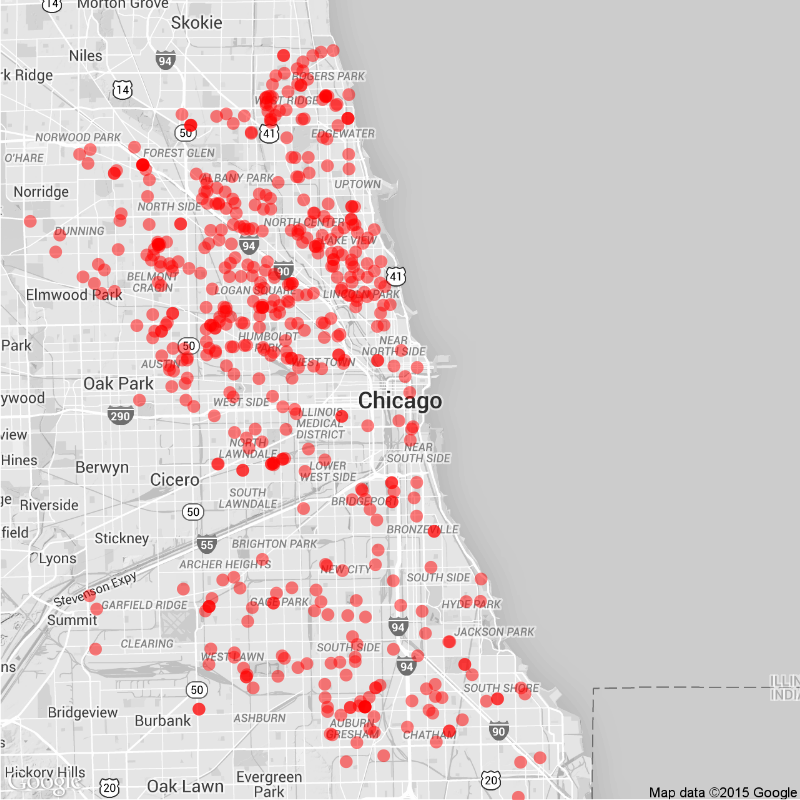 14
Morton Grove
Skokie
Niles
94
rk Ridge
ROGERS PARK
14
WEST RIDGE
50
41
EDGEWATER
NORWOOD PARK
O'HARE
FOREST GLEN
ALBANY PARK
UPTOWN
Norridge
NORTH SIDE
NORTH CENTER
DUNNING
94
LAKE VIEW
90
41
BELMONT
CRAGIN
LOGAN SQUARE
LINCOLN PARK
Elmwood Park
HUMBOLDT
PARK
NEAR
NORTH SIDE
Park
50
AUSTIN
WEST TOWN
Oak Park
ywood
WEST SIDE
Chicago
290
ILLINOIS
MEDICAL
DISTRICT
view
NORTH
LAWNDALE
NEAR
SOUTH SIDE
Hines
Berwyn
LOWER
WEST SIDE
Cicero
SOUTH
LAWNDALE
BRIDGEPORT
ge
Riverside
50
field
Stickney
BRONZEVILLE
55
BRIGHTON PARK
Lyons
ARCHER HEIGHTS
NEW CITY
SOUTH SIDE
Stevenson Expy
GARFIELD RIDGE
GAGE PARK
HYDE PARK
Summit
94
JACKSON PARK
CLEARING
SOUTH SIDE
ns
WEST LAWN
94
ILLIN
INDIA
50
SOUTH SHORE
Bridgeview
Burbank
ASHBURN
AUBURN
GRESHAM
CHATHAM
90
Hickory Hills
Google
20
Oak Lawn
Evergreen
Park
20
Map data ©2015 Google